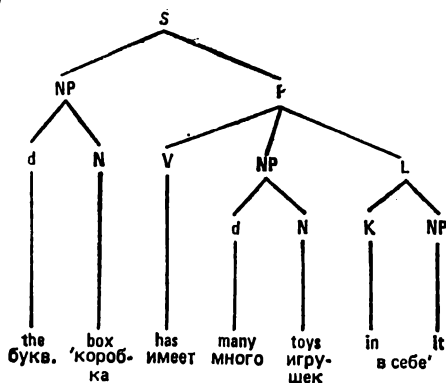 S
NP F
d N V NP L
d N K NP
the box has many toys in it
букв. 'короб- имеет много игру- в себе'
ка шек